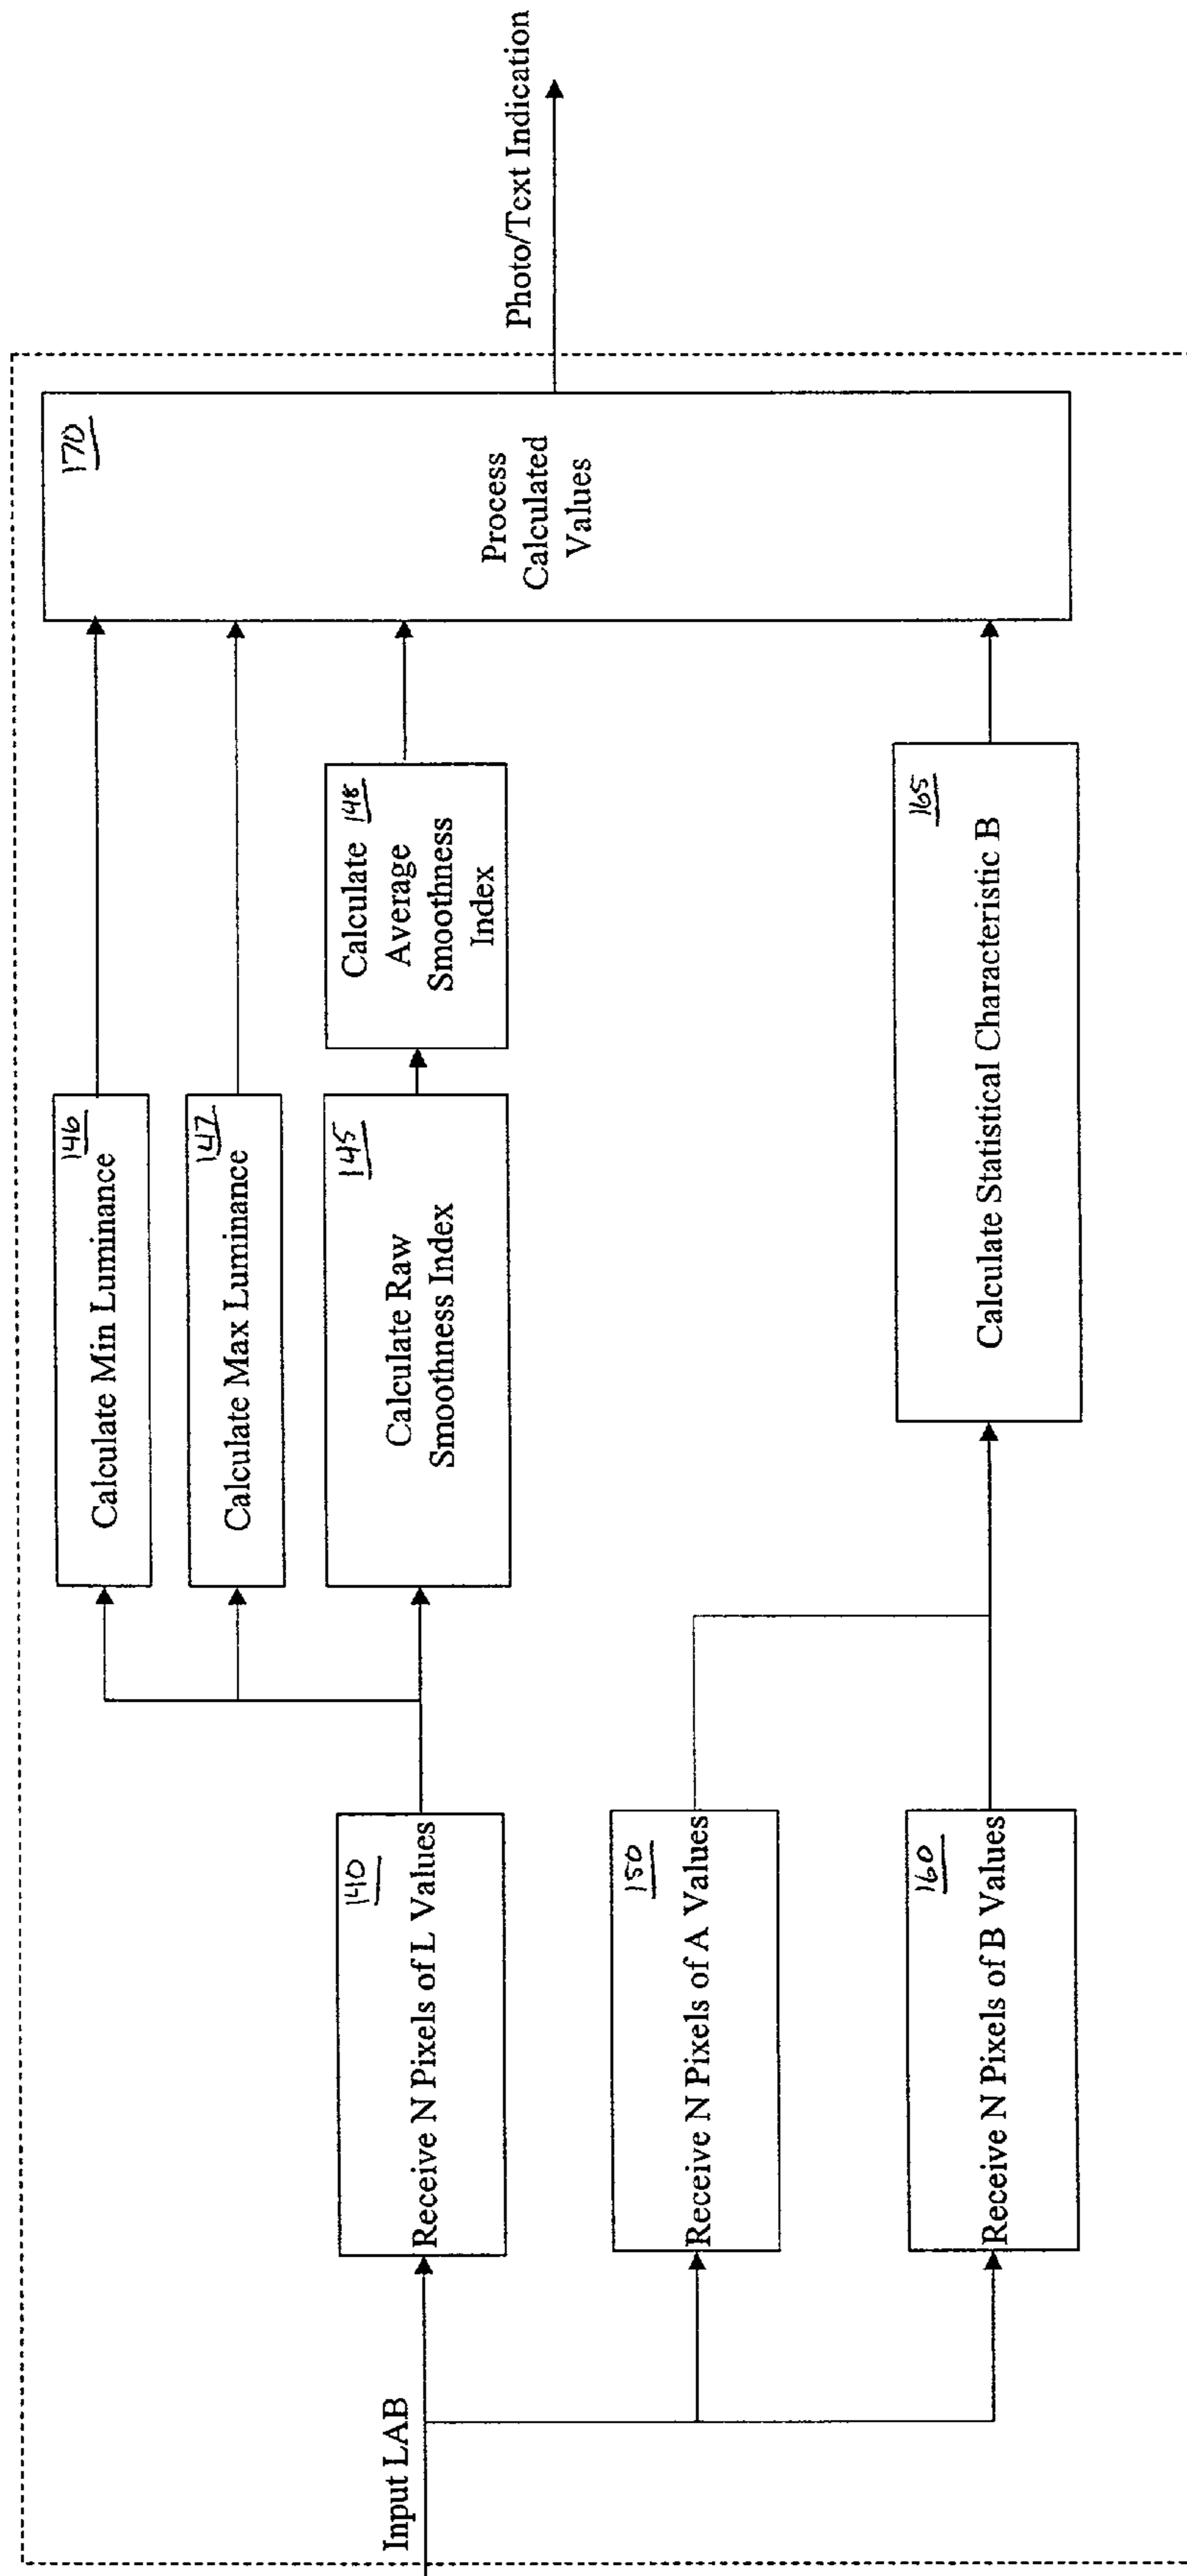 Input LAB
140
Receive N Pixels of L Values
150
Receive N Pixels of A Values
160
Receive N Pixels of B Values
146
Calculate Min Luminance
147
Calculate Max Luminance
145
Calculate Raw
Smoothness Index
Calculate 148
Average
Smoothness
Index
165
Calculate Statistical Characteristic B
170
Process
Calculated
Values
Photo/Text Indication